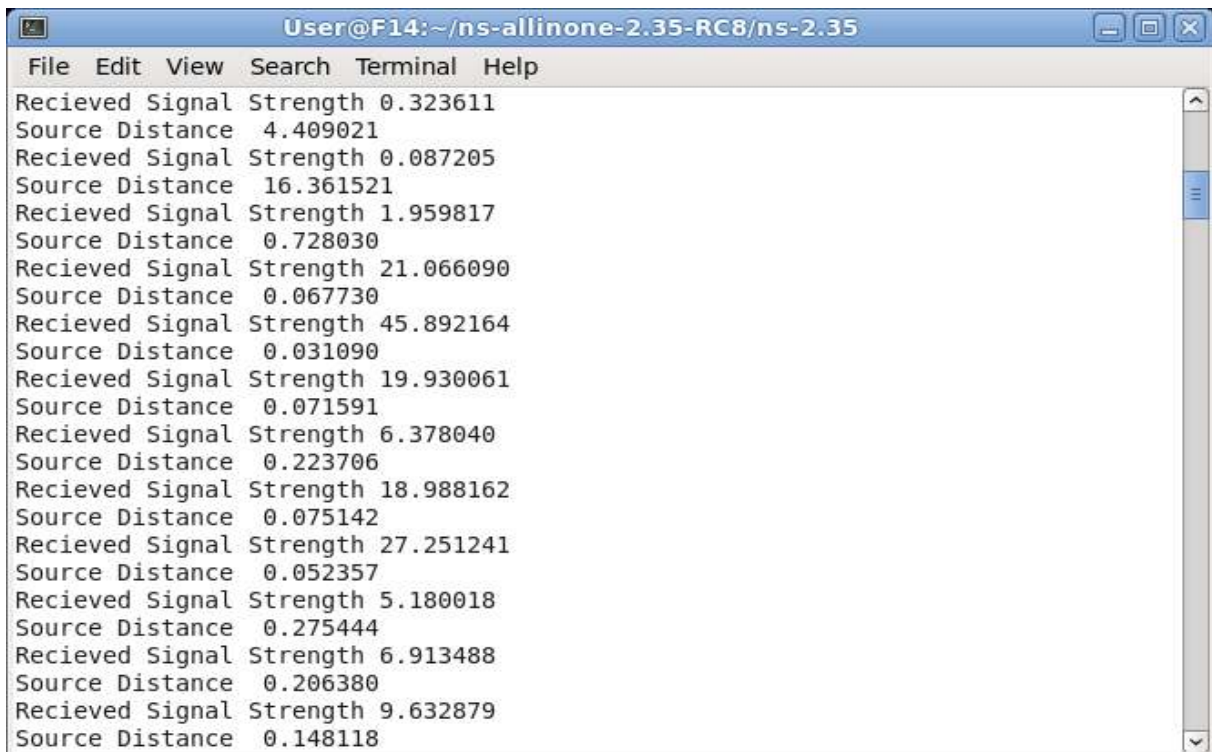 User@F14:~/ns-allinone-2.35-RC8/ns-2.35
File Edit View Search Terminal Help
Recieved Signal Strength 0.323611
Source Distance  4.409021
Recieved Signal Strength 0.087205
Source Distance  16.361521
Recieved Signal Strength 1.959817
Source Distance  0.728030
Recieved Signal Strength 21.066090
Source Distance  0.067730
Recieved Signal Strength 45.892164
Source Distance  0.031090
Recieved Signal Strength 19.930061
Source Distance  0.071591
Recieved Signal Strength 6.378040
Source Distance  0.223706
Recieved Signal Strength 18.988162
Source Distance  0.075142
Recieved Signal Strength 27.251241
Source Distance  0.052357
Recieved Signal Strength 5.180018
Source Distance  0.275444
Recieved Signal Strength 6.913488
Source Distance  0.206380
Recieved Signal Strength 9.632879
Source Distance  0.148118